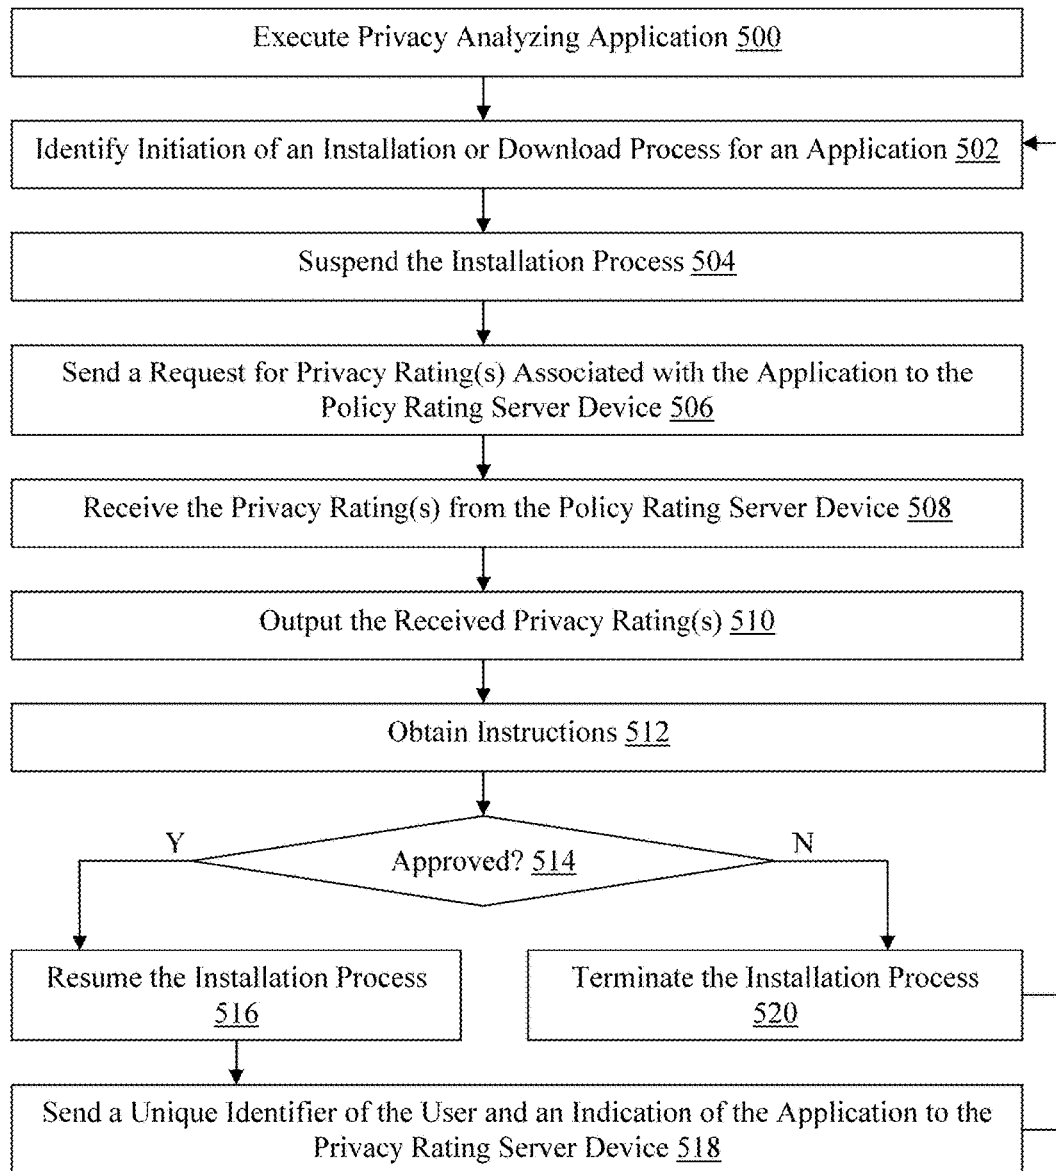 Execute Privacy Analyzing Application 500
Identify Initiation of an Installation or Download Process for an Application 502
Suspend the Installation Process 504
Send a Request for Privacy Rating(s) Associated with the Application to the
Policy Rating Server Device 506
Receive the Privacy Rating(s) from the Policy Rating Server Device 508
Output the Received Privacy Rating(s) 510
Obtain Instructions 512
Y
Approved? 514
N
Resume the Installation Process
516
Terminate the Installation Process
520
Send a Unique Identifier of the User and an Indication of the Application to the
Privacy Rating Server Device 518